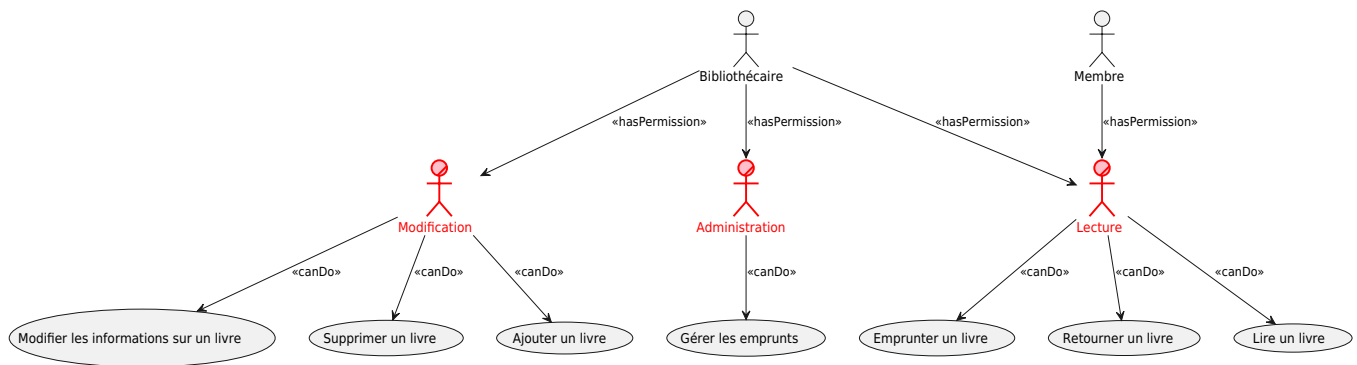 Bibliothécaire
Membre
«hasPermission»
«hasPermission»
«hasPermission»
«hasPermission»
Modification
Administration
Lecture
«canDo»
«canDo»
«canDo»
«canDo»
«canDo»
«canDo»
«canDo»
Modifier les informations sur un livre
Supprimer un livre
Ajouter un livre
Gérer les emprunts
Emprunter un livre
Retourner un livre
Lire un livre